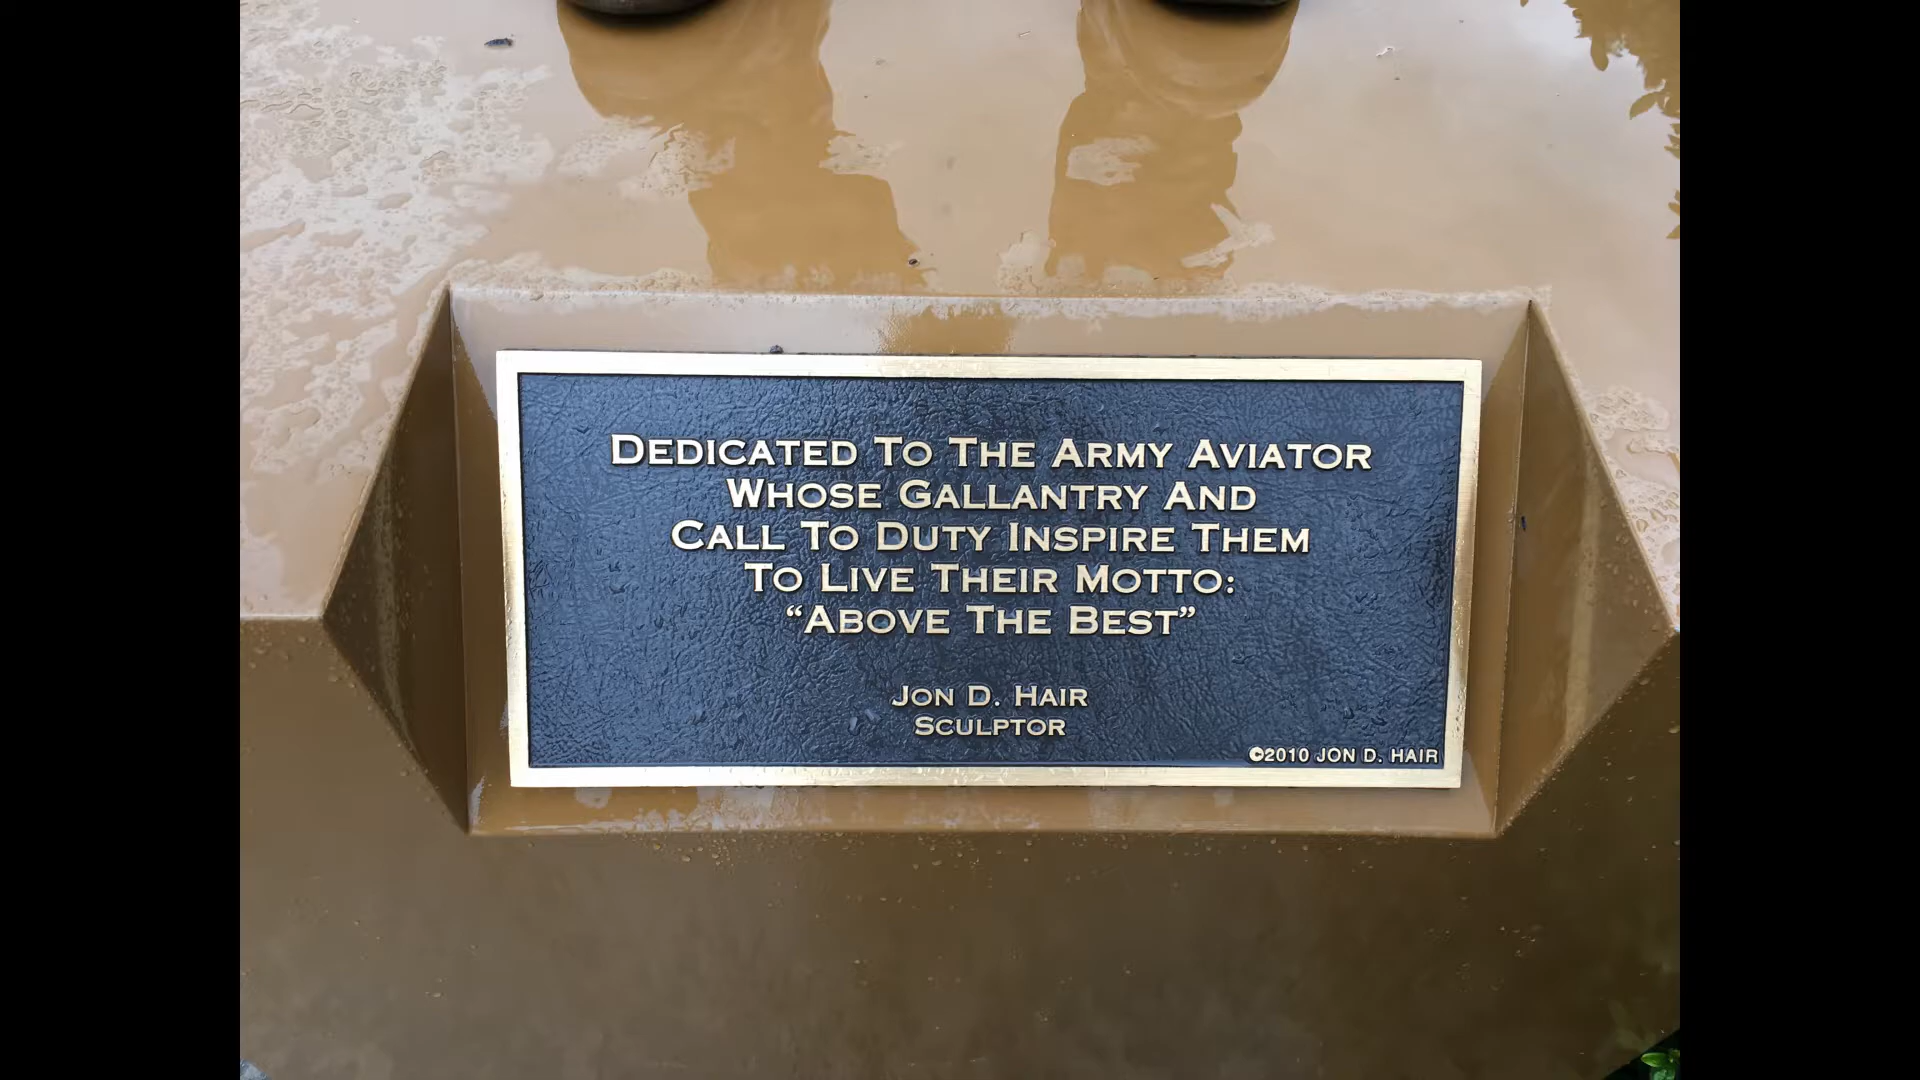 Dedicated To The Army Aviator
Whose Gallantry And
Call To Duty Inspire Them
To Live Their Motto:
“Above The Best”
Jon D. Hair
Sculptor
©2010 JON D. HAIR